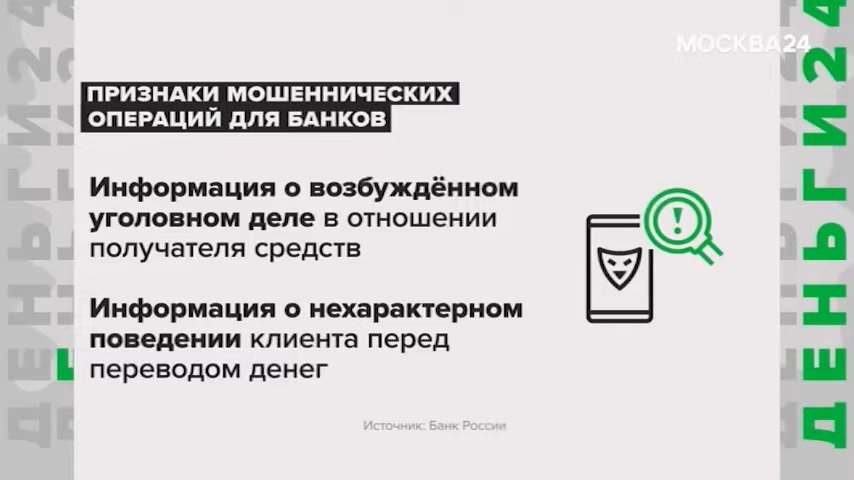 МОСКВА24
ПРИЗНАКИ МОШЕННИЧЕСКИХ
ОПЕРАЦИЙ ДЛЯ БАНКОВ
Информация о возбуждённом
уголовном деле в отношении
получателя средств
Информация о нехарактерном
поведении клиента перед
переводом денег
Источник: Банк России
ДЕНЬГИ24
ДЕНЬГИ24